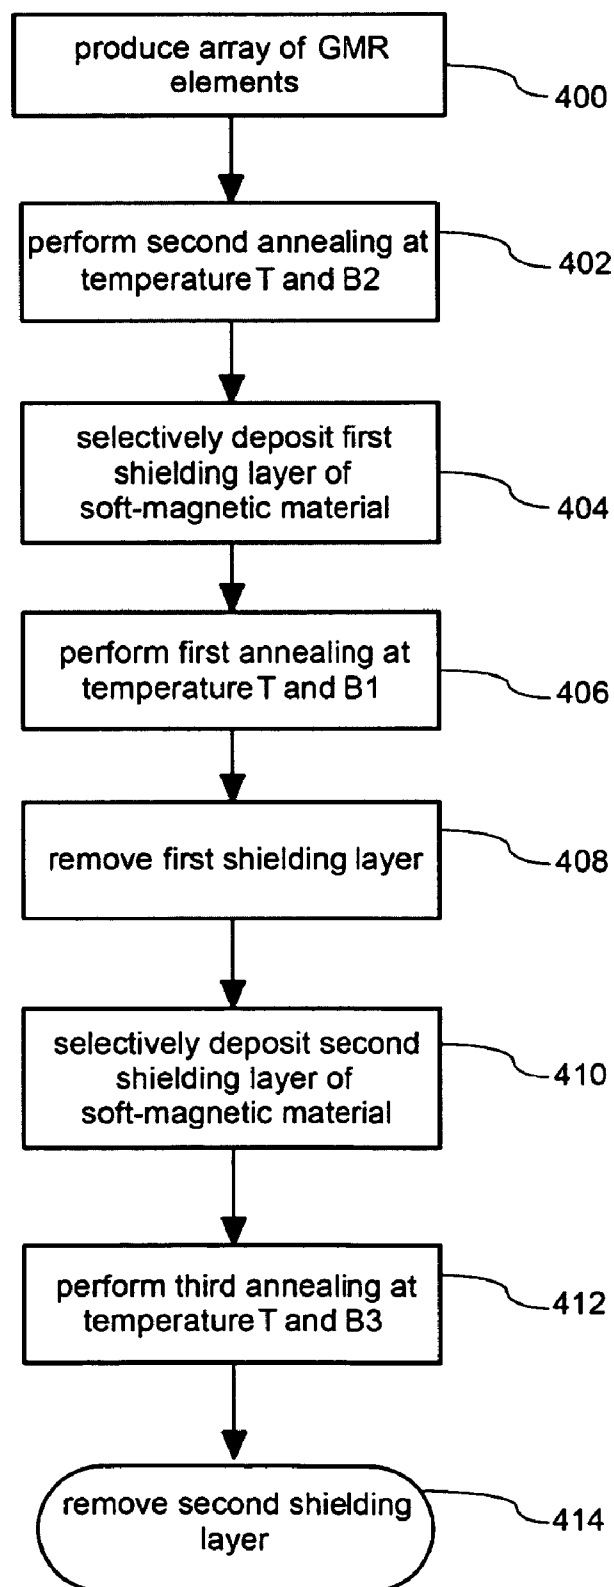 produce array of GMR
elements
400
perform second annealing at
temperature T and B2
402
selectively deposit first
shielding layer of
soft-magnetic material
404
perform first annealing at
temperature T and B1
406
remove first shielding layer
408
selectively deposit second
shielding layer of
soft-magnetic material
410
perform third annealing at
temperature T and B3
412
remove second shielding
layer
414